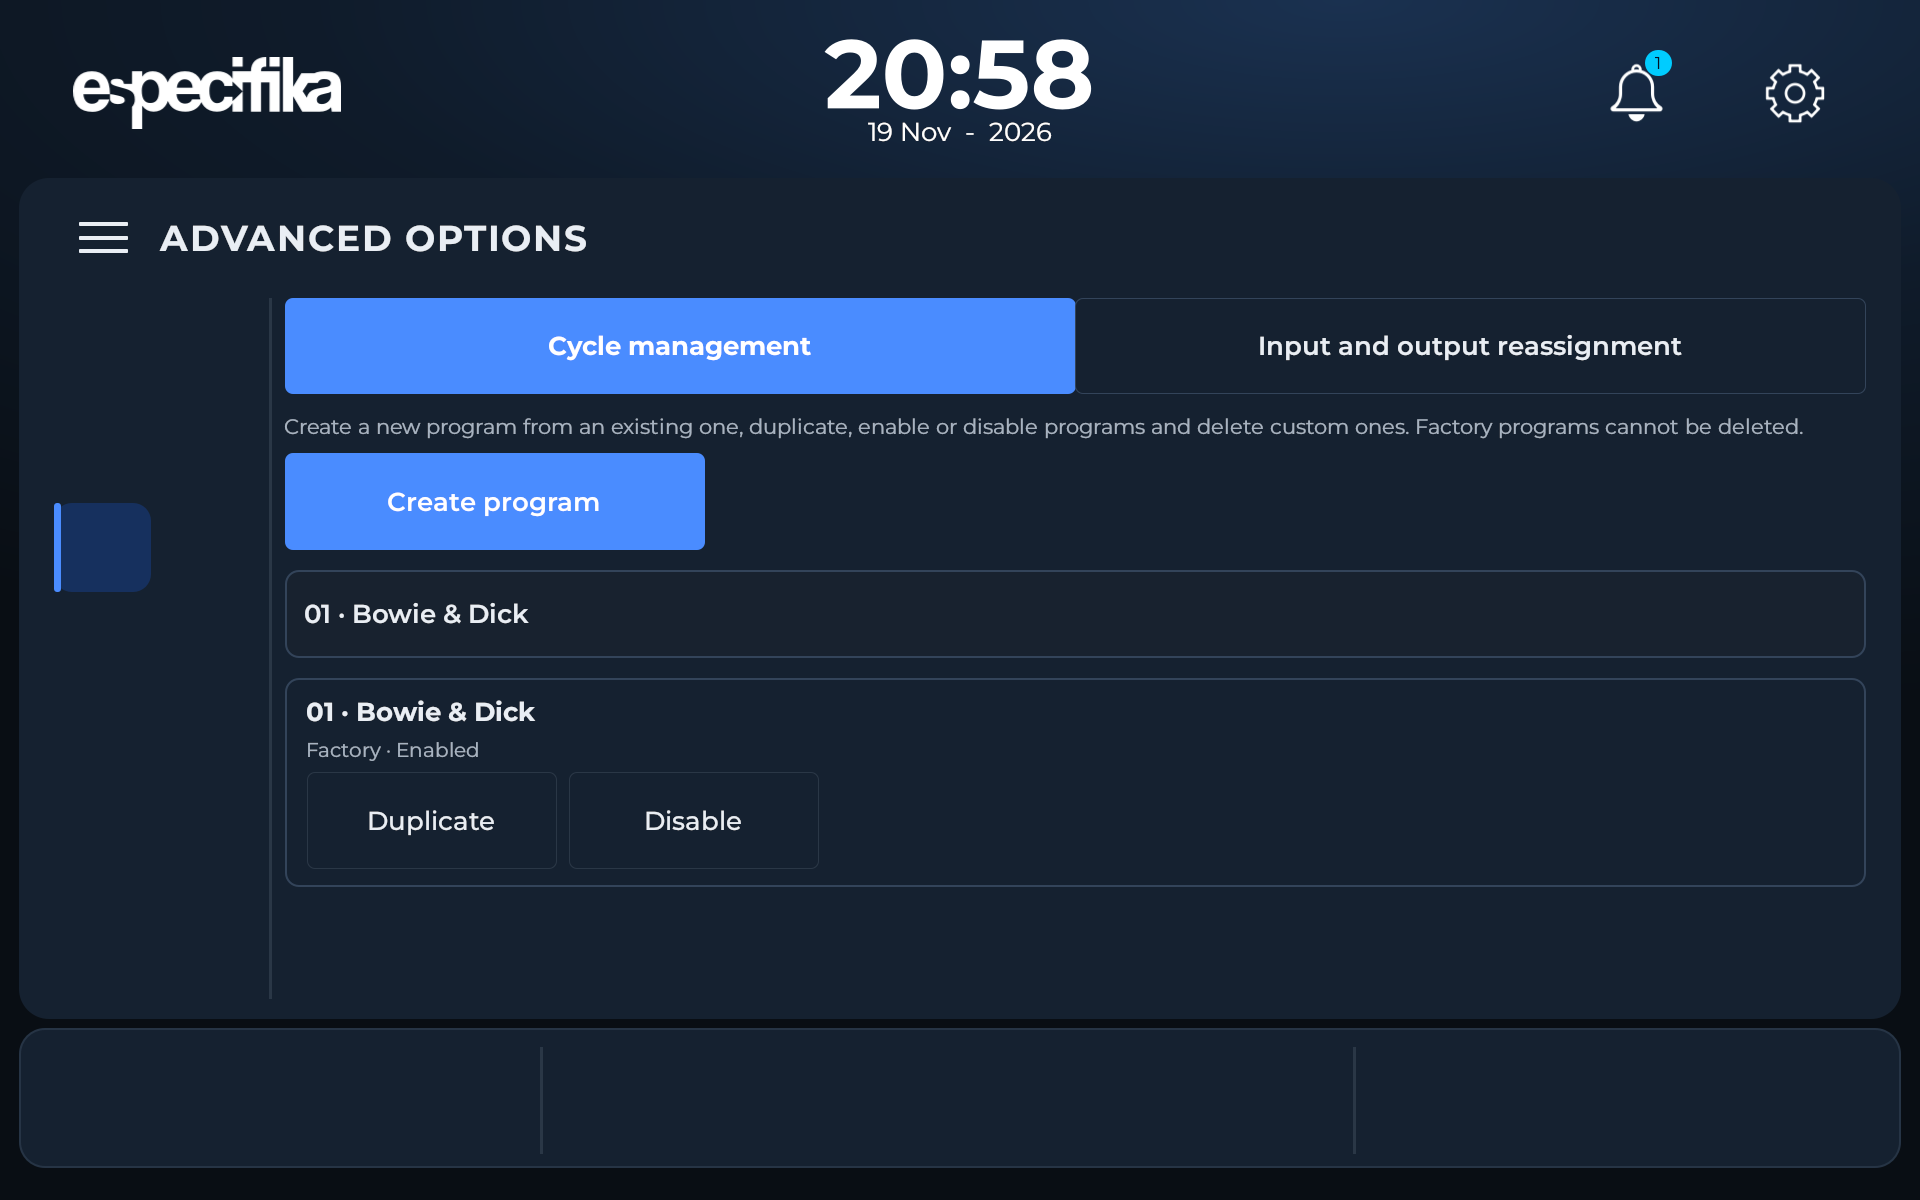 especifika
20:58
19 Nov - 2026
1
ADVANCED OPTIONS
Cycle management
Input and output reassignment
Create a new program from an existing one, duplicate, enable or disable programs and delete custom ones. Factory programs cannot be deleted.
Create program
01 · Bowie & Dick
01 · Bowie & Dick
Factory · Enabled
Duplicate
Disable